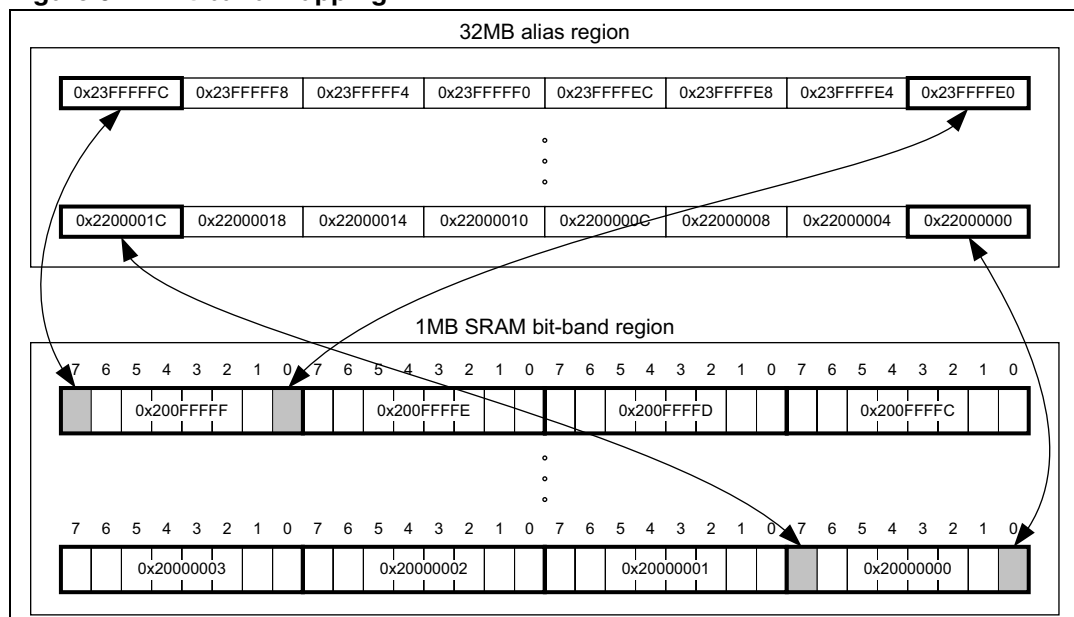 32MB alias region
0x23FFFFFC 0x23FFFFF8 0x23FFFFF4 0x23FFFFF0 0x23FFFFEC 0x23FFFFE8 0x23FFFFE4 0x23FFFFE0
0x2200001C 0x22000018 0x22000014 0x22000010 0x2200000C 0x22000008 0x22000004 0x22000000
1MB SRAM bit-band region
7 6 5 4 3 2 1 0 7 6 5 4 3 2 1 0 7 6 5 4 3 2 1 0 7 6 5 4 3 2 1 0
0x200FFFFF 0x200FFFFE 0x200FFFFD 0x200FFFFC
7 6 5 4 3 2 1 0 7 6 5 4 3 2 1 0 7 6 5 4 3 2 1 0 7 6 5 4 3 2 1 0
0x20000003 0x20000002 0x20000001 0x20000000